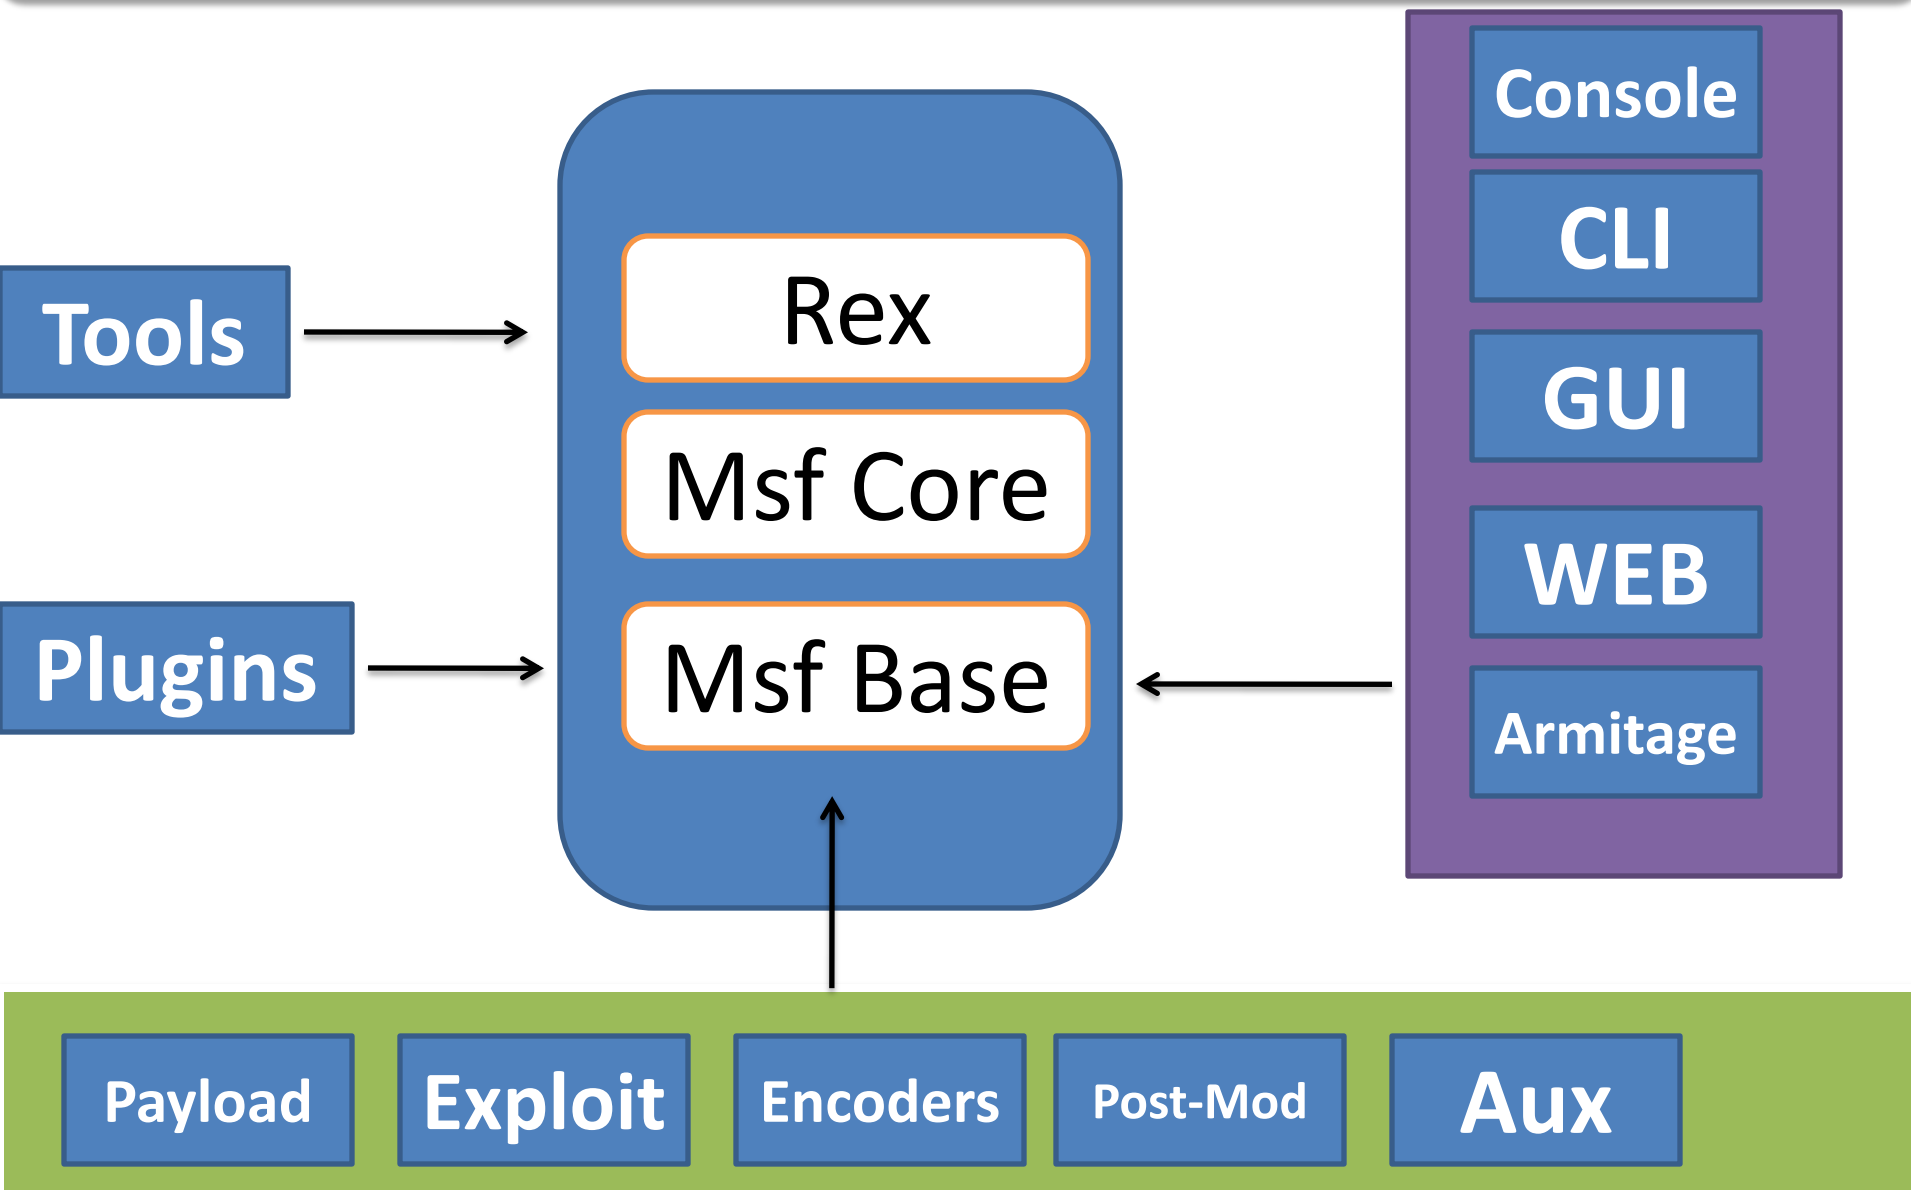 Tools
Plugins
Rex
Msf Core
Msf Base
Console
CLI
GUI
WEB
Armitage
Payload
Exploit
Encoders
Post-Mod
Aux